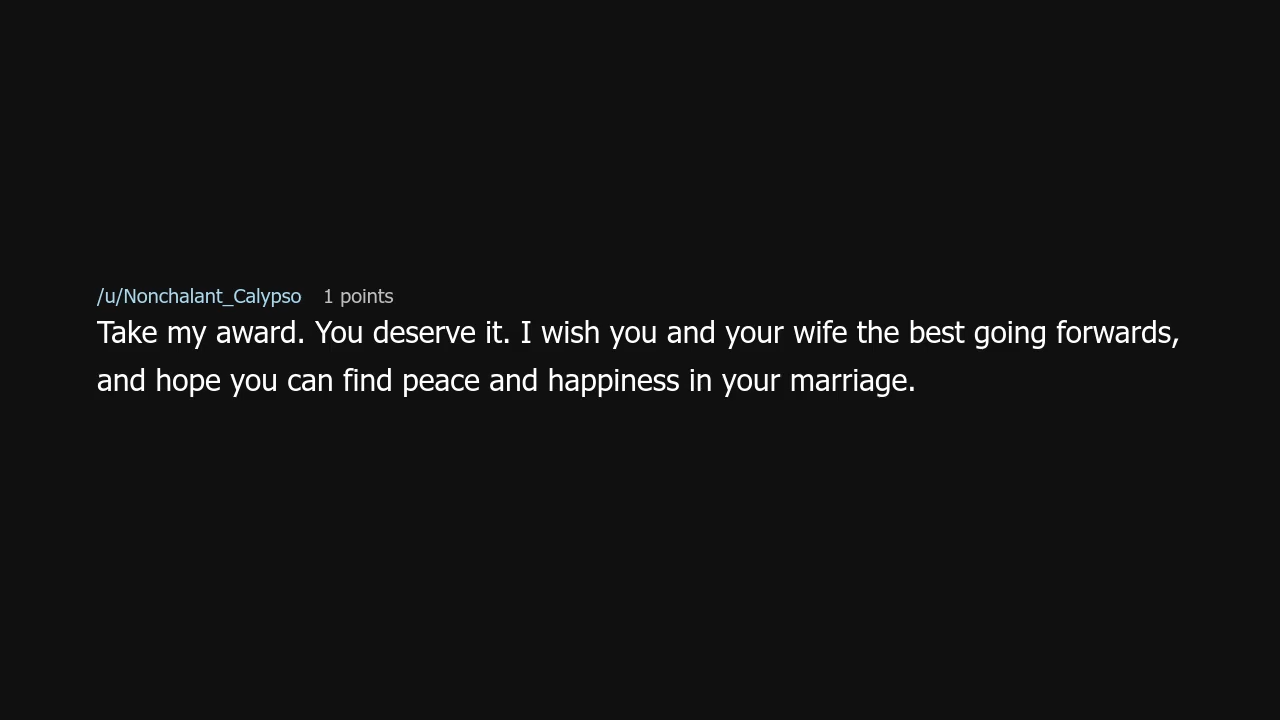 /u/Nonchalant_Calypso 1 points
Take my award. You deserve it. I wish you and your wife the best going forwards,
and hope you can find peace and happiness in your marriage.